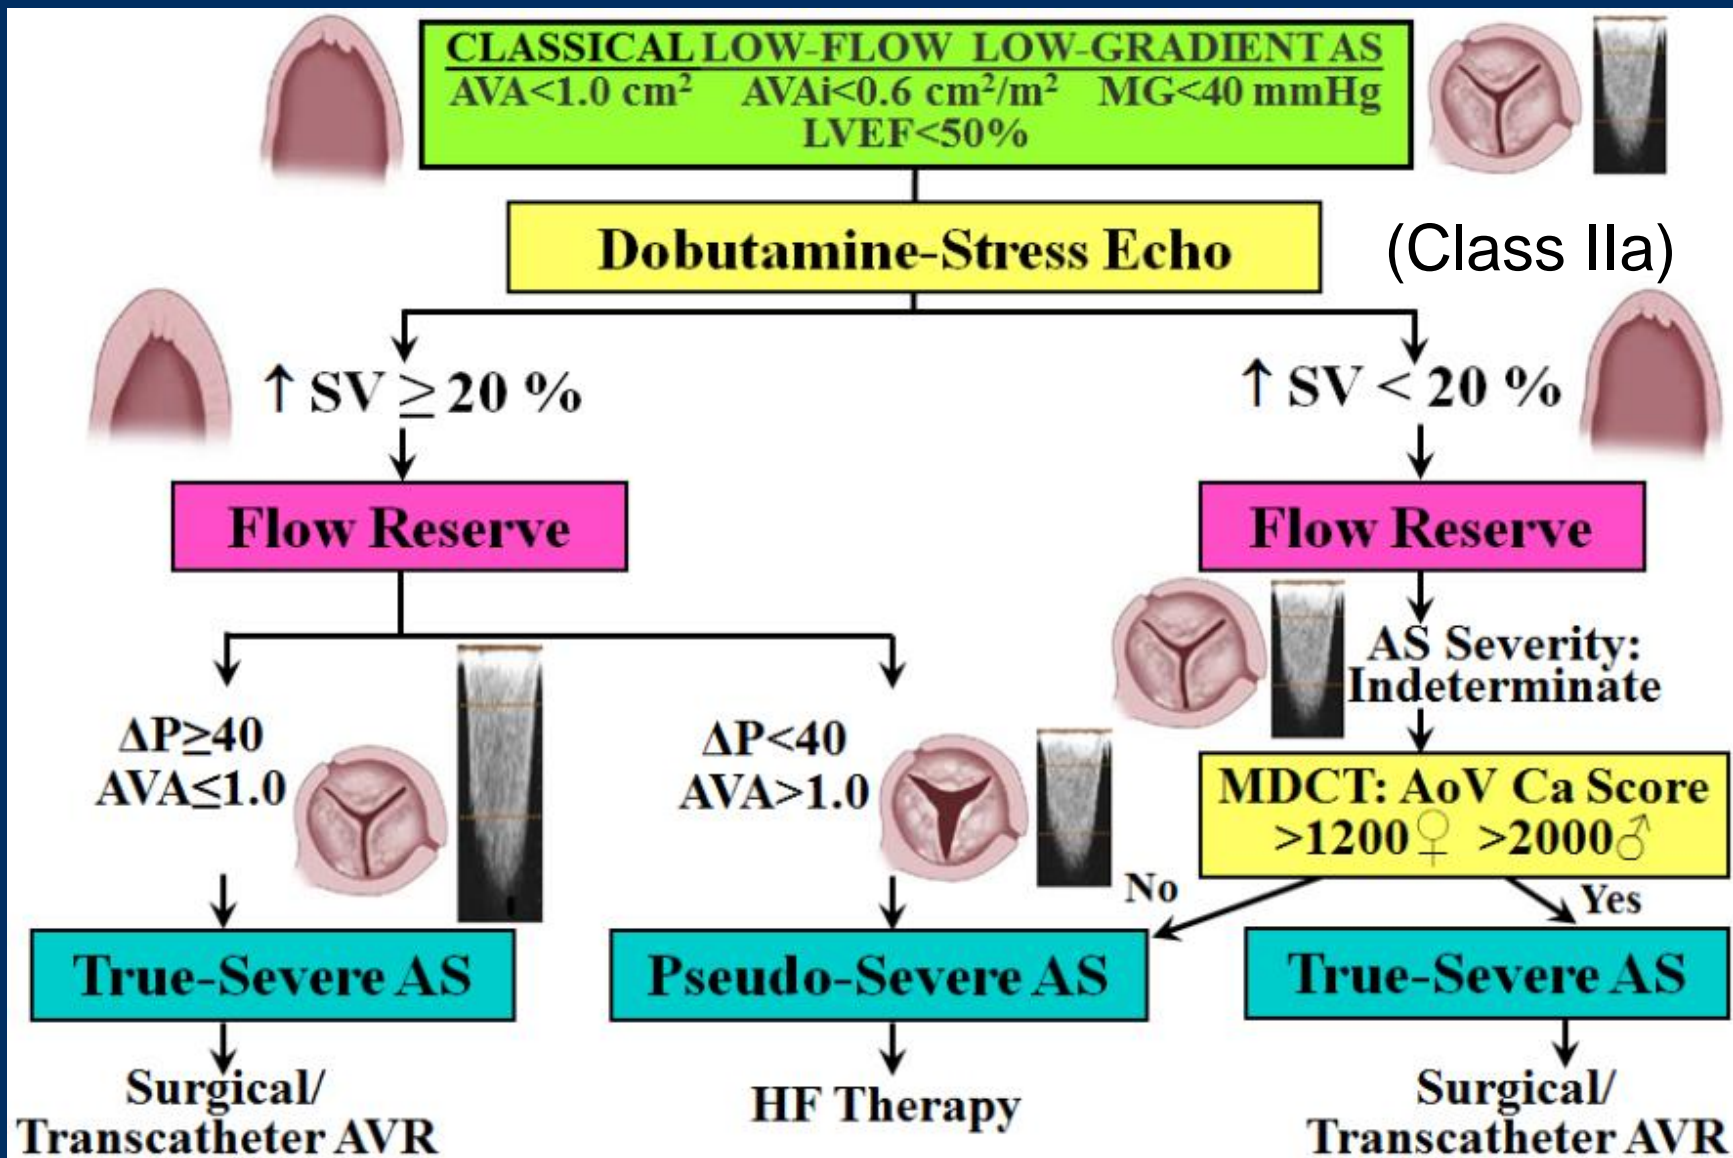 CLASSICAL LOW-FLOW LOW-GRADIENT AS
AVA<1.0 cm² AVAi<0.6 cm²/m² MG<40 mmHg
LVEF<50%
Dobutamine-Stress Echo
(Class IIa)
↑ SV ≥ 20 %
↑ SV < 20 %
Flow Reserve
Flow Reserve
AS Severity:
Indeterminate
ΔP≥40
AVA≤1.0
ΔP<40
AVA>1.0
MDCT: AoV Ca Score
>1200♀ >2000♂
No
Yes
True-Severe AS
Pseudo-Severe AS
True-Severe AS
Surgical/
Transcatheter AVR
HF Therapy
Surgical/
Transcatheter AVR